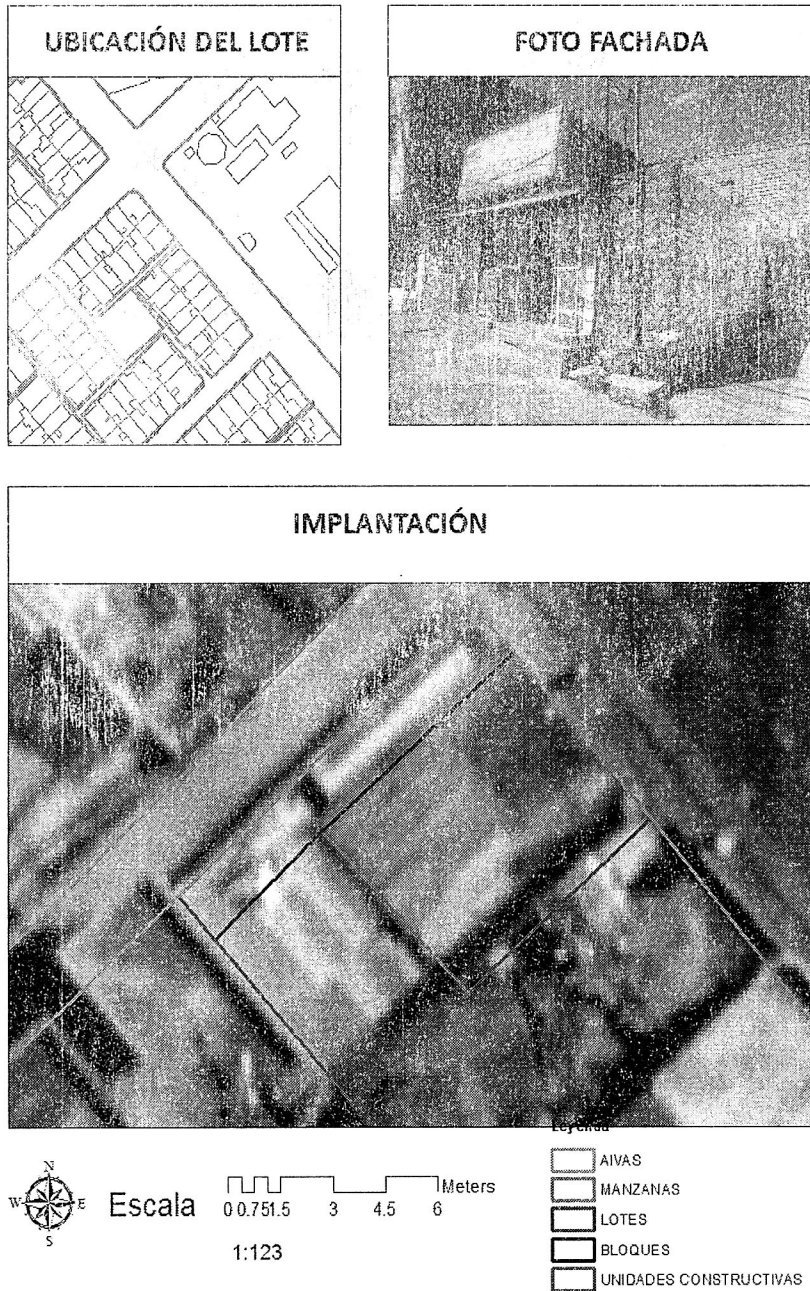 UBICACIÓN DEL LOTE
FOTO FACHADA
IMPLANTACIÓN
Leyenda
AIVAS
MANZANAS
LOTES
BLOQUES
UNIDADES CONSTRUCTIVAS
N
W E
S
Escala
Meters
0 0.751.5 3 4.5 6
1:123